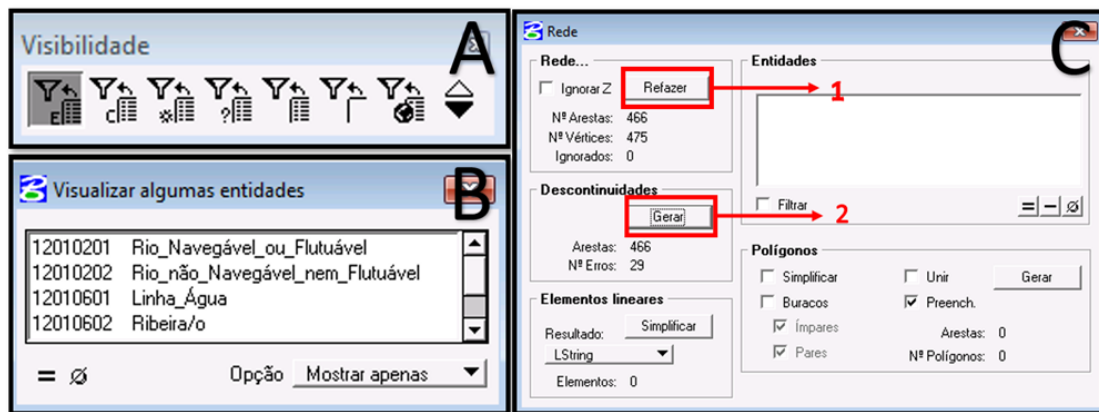 Visibilidade
A
E
C
?
B
Visualizar algumas entidades
12010201 Rio_Navegável_ou_Flutuável
12010202 Rio_não_Navegável_nem_Flutuável
12010601 Linha_Água
12010602 Ribeira/o
= ø Opção Mostrar apenas
C
Rede
Rede...
Ignorar Z Refazer 1
Nº Arestas: 466
Nº Vértices: 475
Ignorados: 0
Descontinuidades
Gerar 2
Arestas: 466
Nº Erros: 29
Elementos lineares
Resultado: Simplificar
LString
Elementos: 0
Entidades
Filtrar = – ø
Polígonos
Simplificar Unir Gerar
Buracos Preench.
Ímpares Arestas: 0
Pares Nº Polígonos: 0